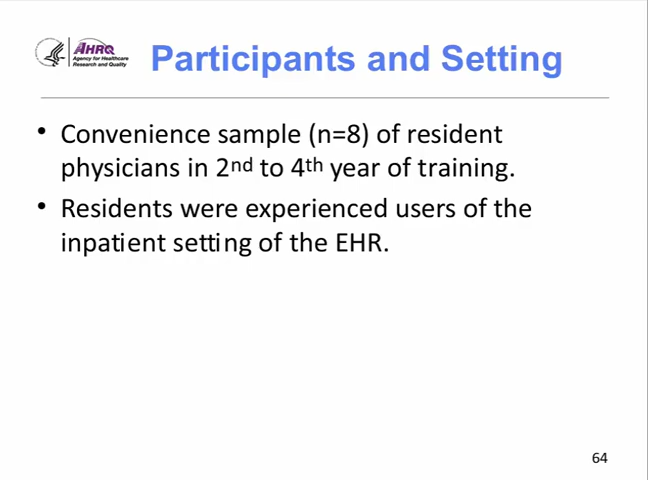 AHRQ
Agency for Healthcare
Research and Quality
Participants and Setting
• Convenience sample (n=8) of resident
physicians in 2nd to 4th year of training.
• Residents were experienced users of the
inpatient setting of the EHR.
64